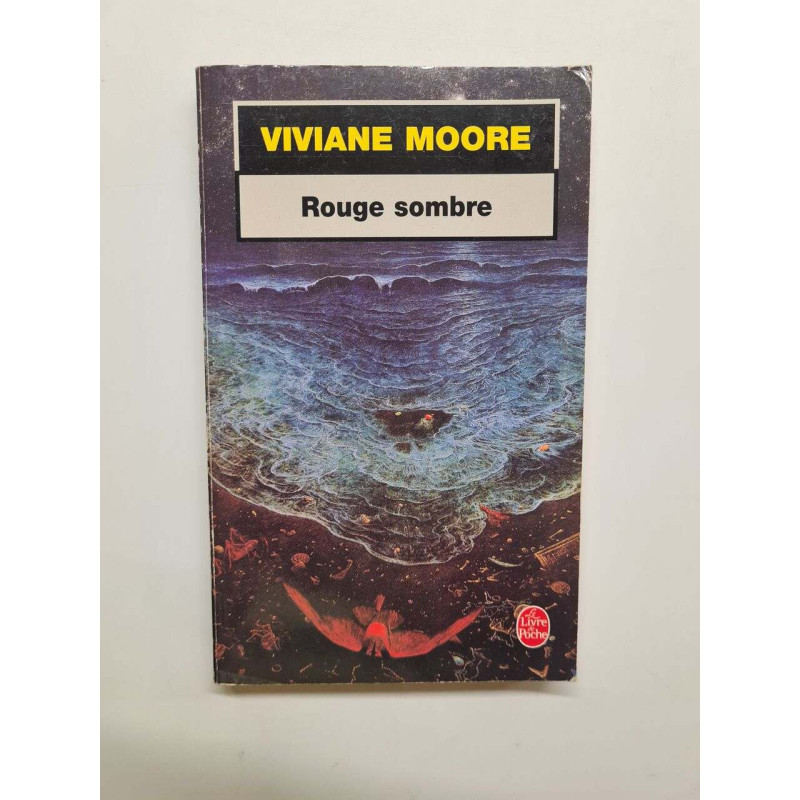 VIVIANE MOORE
Rouge sombre
Le
Livre
de
Poche